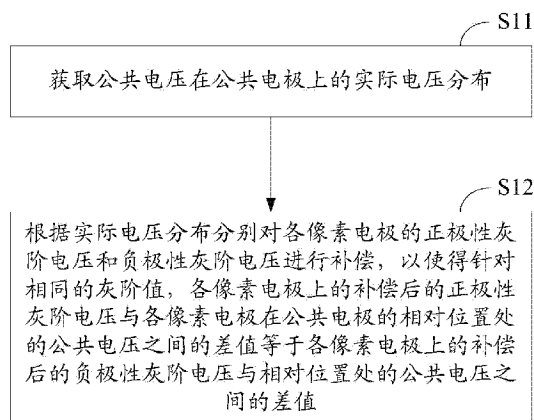 S11
获取公共电压在公共电极上的实际电压分布
S12
根据实际电压分布分别对各像素电极的正极性灰
阶电压和负极性灰阶电压进行补偿，以使得针对
相同的灰阶值，各像素电极上的补偿后的正极性
灰阶电压与各像素电极在公共电极的相对位置处
的公共电压之间的差值等于各像素电极上的补偿
后的负极性灰阶电压与相对位置处的公共电压之
间的差值